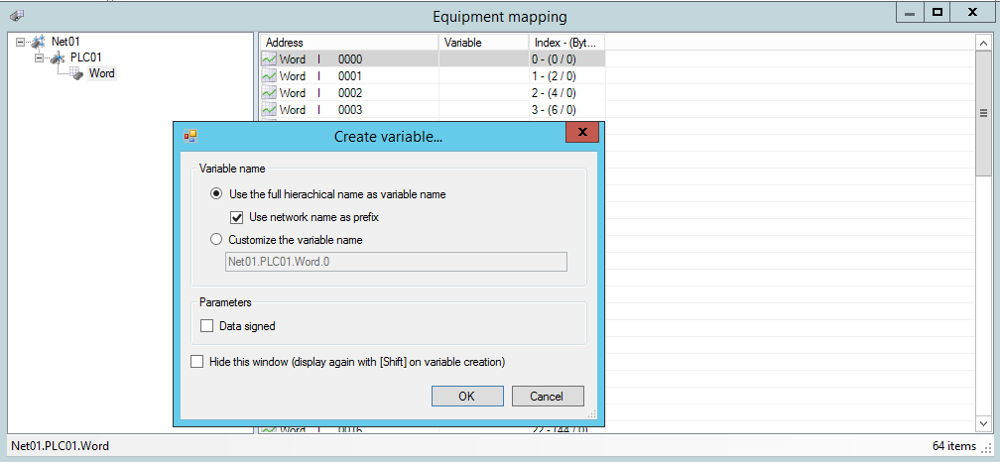 Equipment mapping
Net01
PLC01
Word
Address Variable Index - (Byt...
Word I 0000 0 - (0 / 0)
Word I 0001 1 - (2 / 0)
Word I 0002 2 - (4 / 0)
Word I 0003 3 - (6 / 0)
Create variable...
Variable name
Use the full hierachical name as variable name
Use network name as prefix
Customize the variable name
Net01.PLC01.Word.0
Parameters
Data signed
Hide this window (display again with [Shift] on variable creation)
OK Cancel
Word I 0016 22 - (44 / 0)
Net01.PLC01.Word 64 items